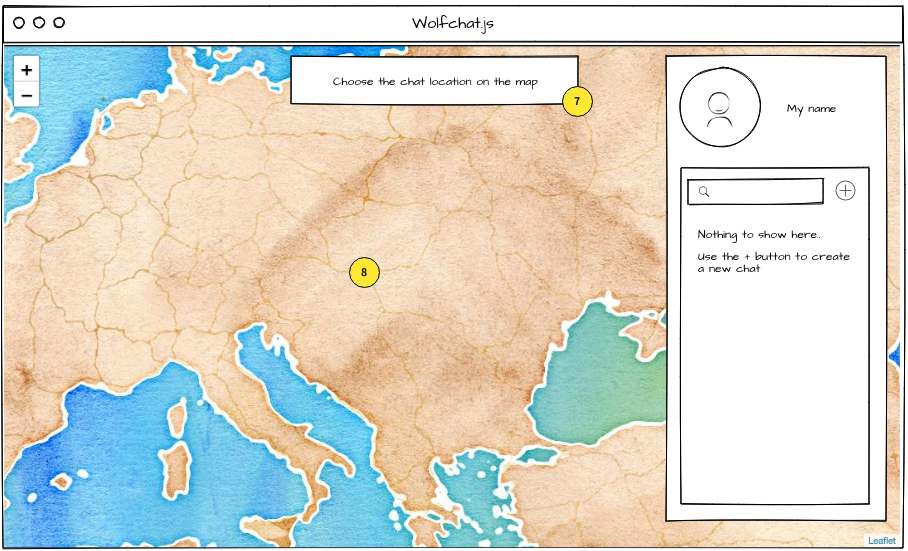 Wolfchat.js
+
−
Choose the chat location on the map
7
My name
Nothing to show here..
Use the + button to create
a new chat
8
Leaflet